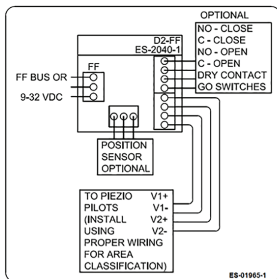 OPTIONAL
NO - CLOSE
C - CLOSE
NO - OPEN
C - OPEN
DRY CONTACT
GO SWITCHES
D2-FF
ES-2040-1
FF
FF BUS OR
9-32 VDC
POSITION
SENSOR
OPTIONAL
TO PIEZIO V1+
PILOTS V1-
(INSTALL V2+
USING V2-
PROPER WIRING
FOR AREA
CLASSIFICATION)
ES-01965-1